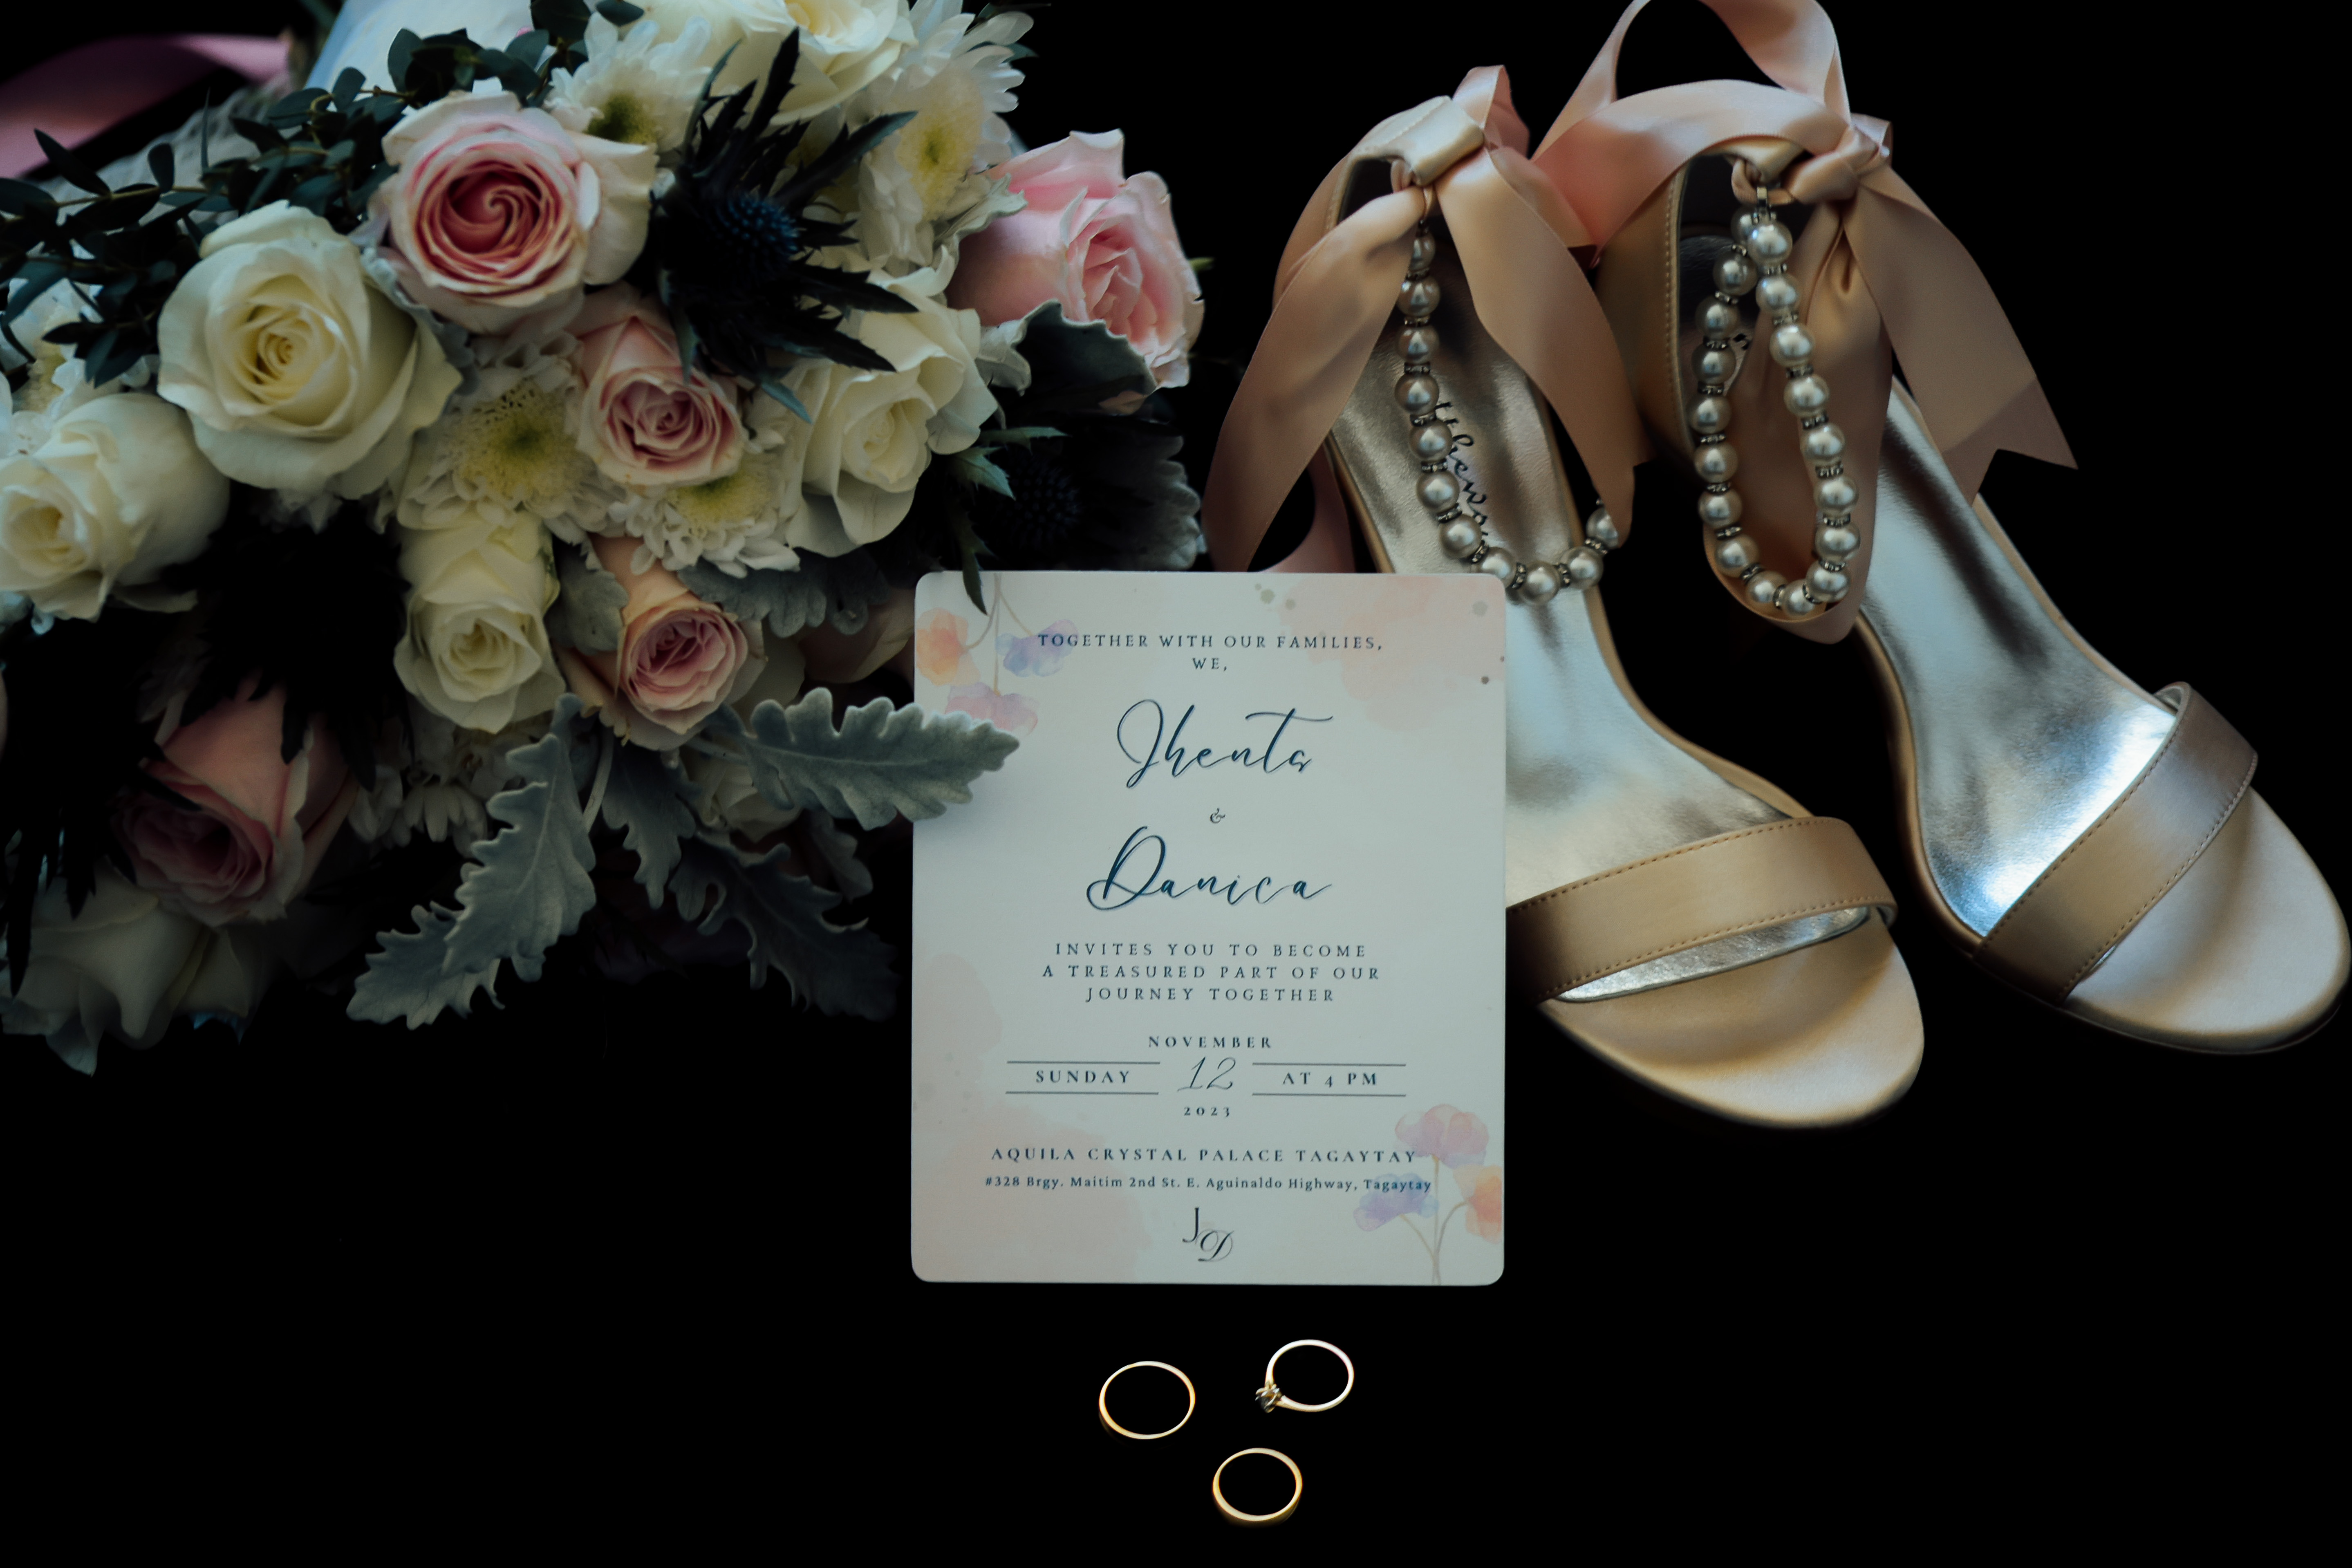 TOGETHER WITH OUR FAMILIES,
WE,
Jhents
&
Danica
INVITES YOU TO BECOME
A TREASURED PART OF OUR
JOURNEY TOGETHER
NOVEMBER
SUNDAY 12 AT 4 PM
2023
AQUILA CRYSTAL PALACE TAGAYTAY
#328 Brgy. Maitim 2nd St. E. Aguinaldo Highway, Tagaytay
J
D